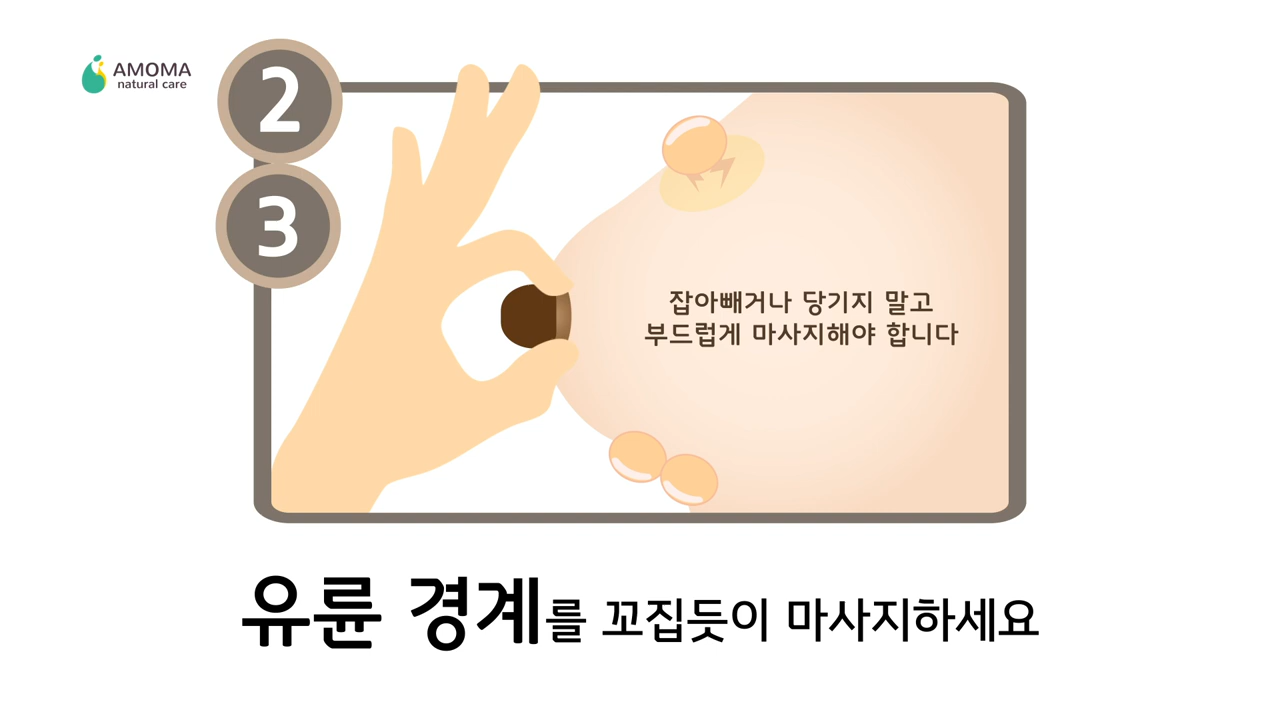 AMOMA
natural care
2
3
잡아빼거나 당기지 말고
부드럽게 마사지해야 합니다
유륜 경계를 꼬집듯이 마사지하세요